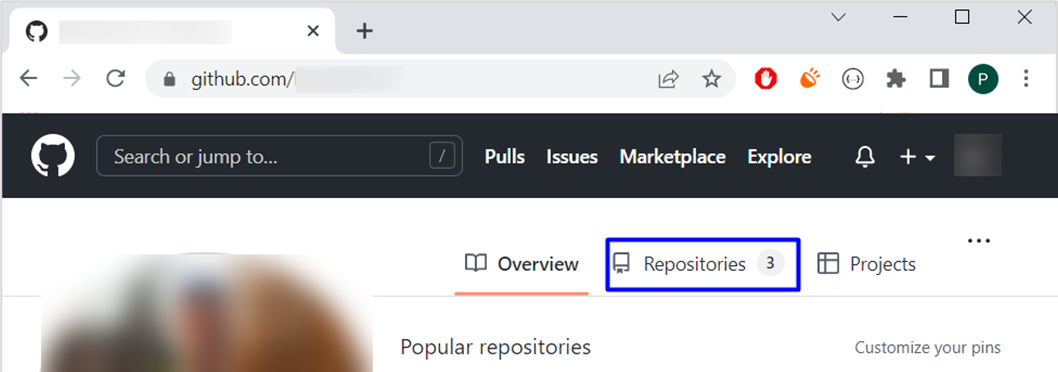 github.com/
P
Search or jump to... /
Pulls Issues Marketplace Explore
Overview Repositories 3 Projects
Popular repositories
Customize your pins